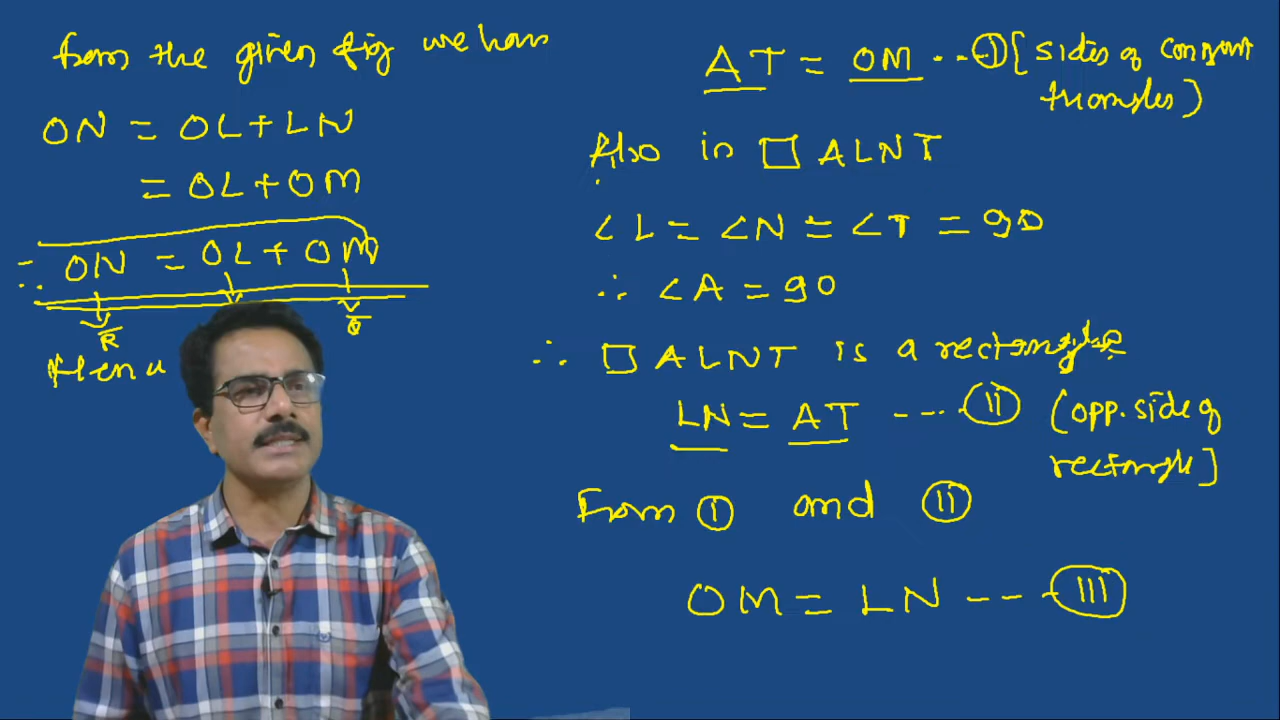 from the given fig we have
ON = OL + LN
= OL + OM
∴ ON = OL + OM
R Q
Hence
AT = OM --- (I) [sides of congruent
triangles]
Also in □ ALNT
∠L = ∠N = ∠T = 90
∴ ∠A = 90
∴ □ ALNT is a rectangle
LN = AT --- (II) (opp. side of
rectangle]
From (I) and (II)
OM = LN --- (III)